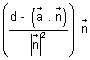 ( (d - (a⃗ . n⃗)) / |n⃗|² ) n⃗